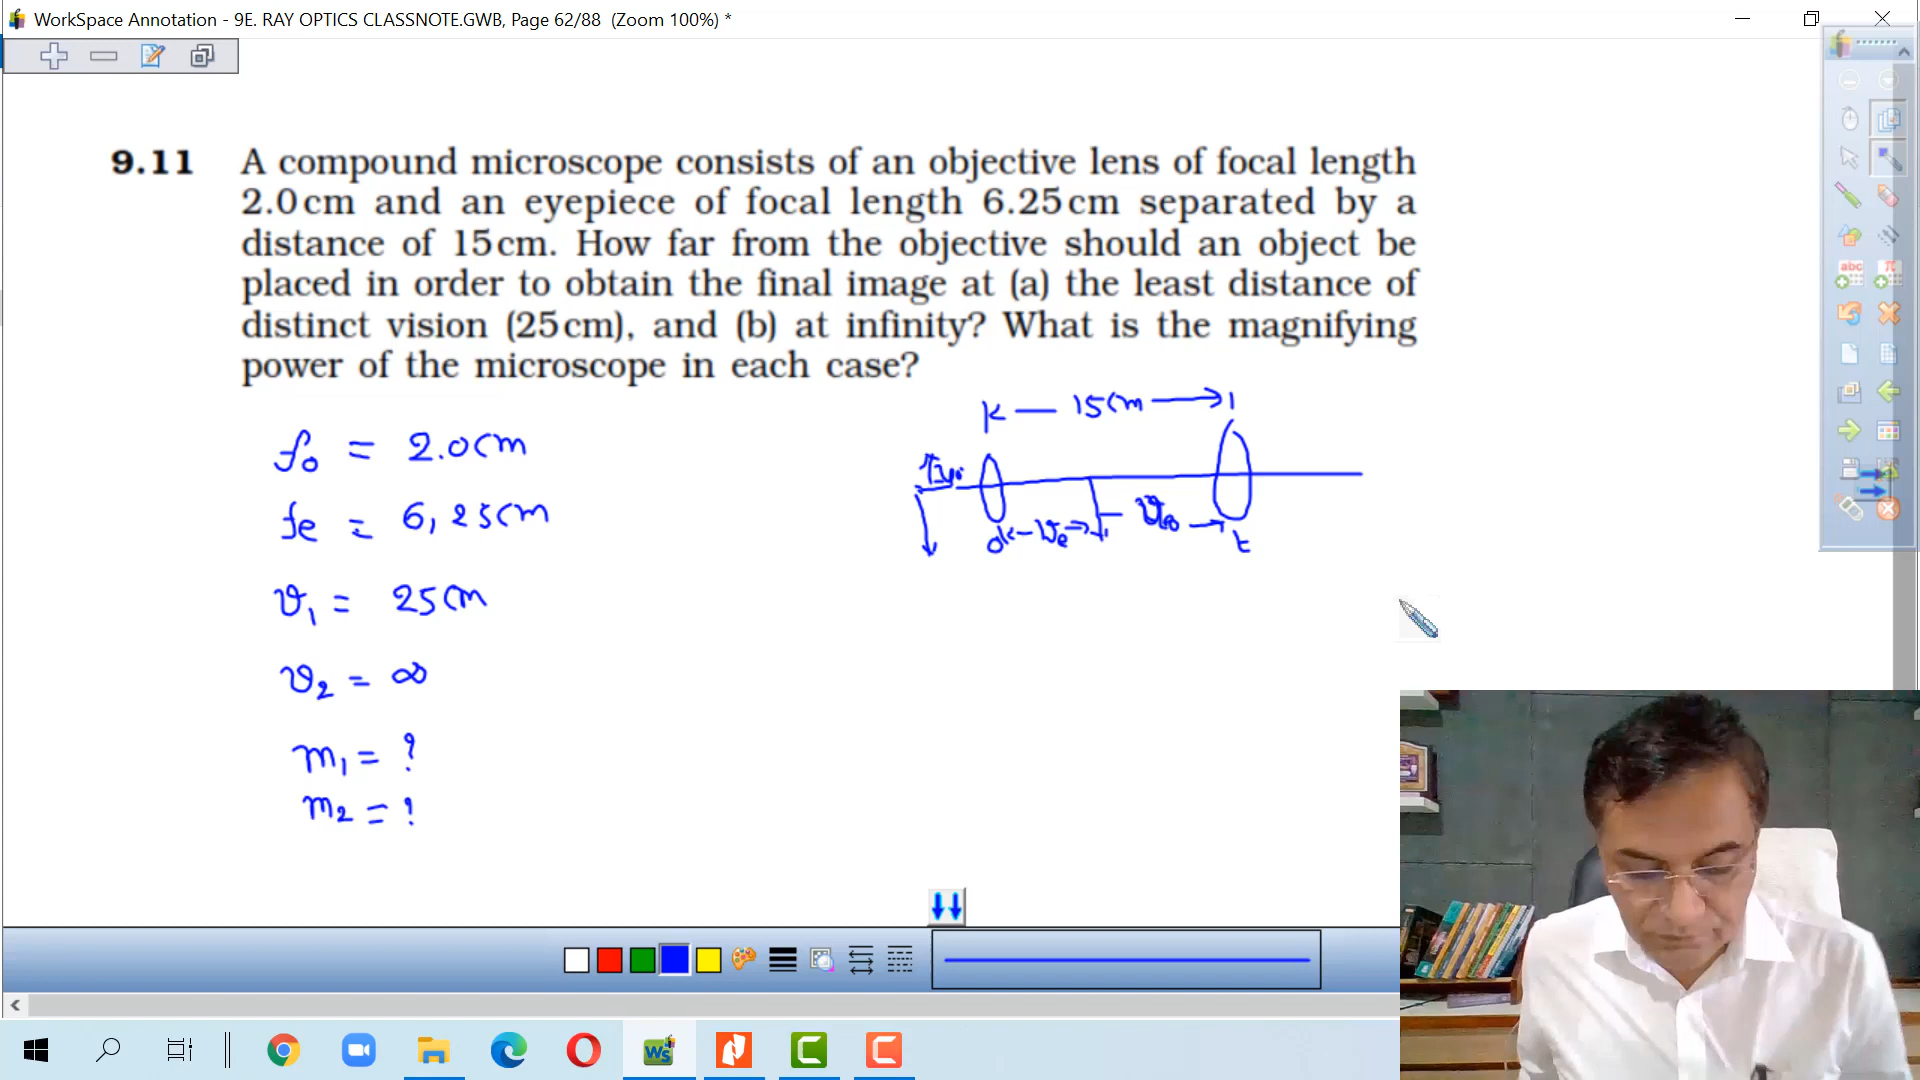 WorkSpace Annotation - 9E. RAY OPTICS CLASSNOTE.GWB, Page 62/88 (Zoom 100%) *
9.11 A compound microscope consists of an objective lens of focal length
2.0 cm and an eyepiece of focal length 6.25 cm separated by a
distance of 15 cm. How far from the objective should an object be
placed in order to obtain the final image at (a) the least distance of
distinct vision (25 cm), and (b) at infinity? What is the magnifying
power of the microscope in each case?
fo = 2.0cm
fe = 6,25cm
v1 = 25cm
v2 = ∞
m1 = ?
m2 = ?
15cm
abc
π
WS